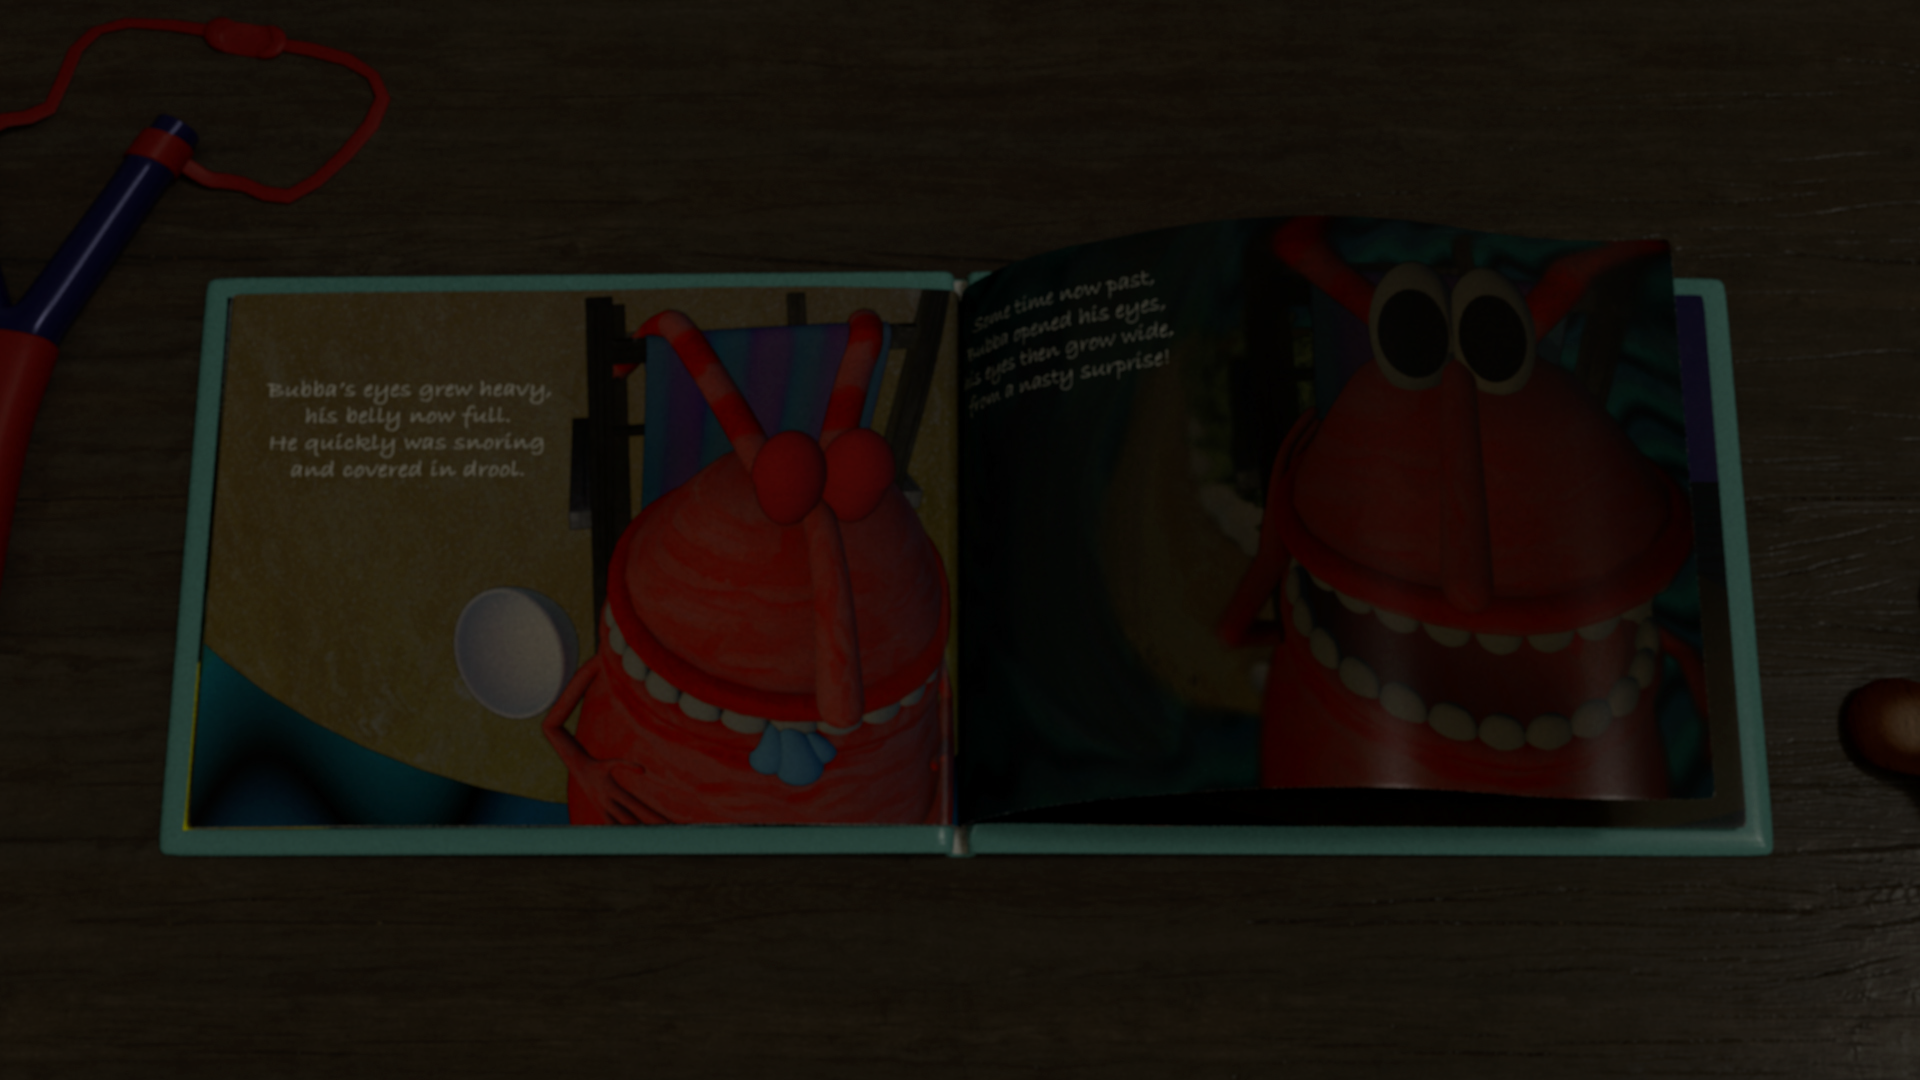 Bubba's eyes grew heavy,
his belly now full.
He quickly was snoring
and covered in drool.
Some time now past,
Bubba opened his eyes.
His eyes then grow wide.
from a nasty surprise!